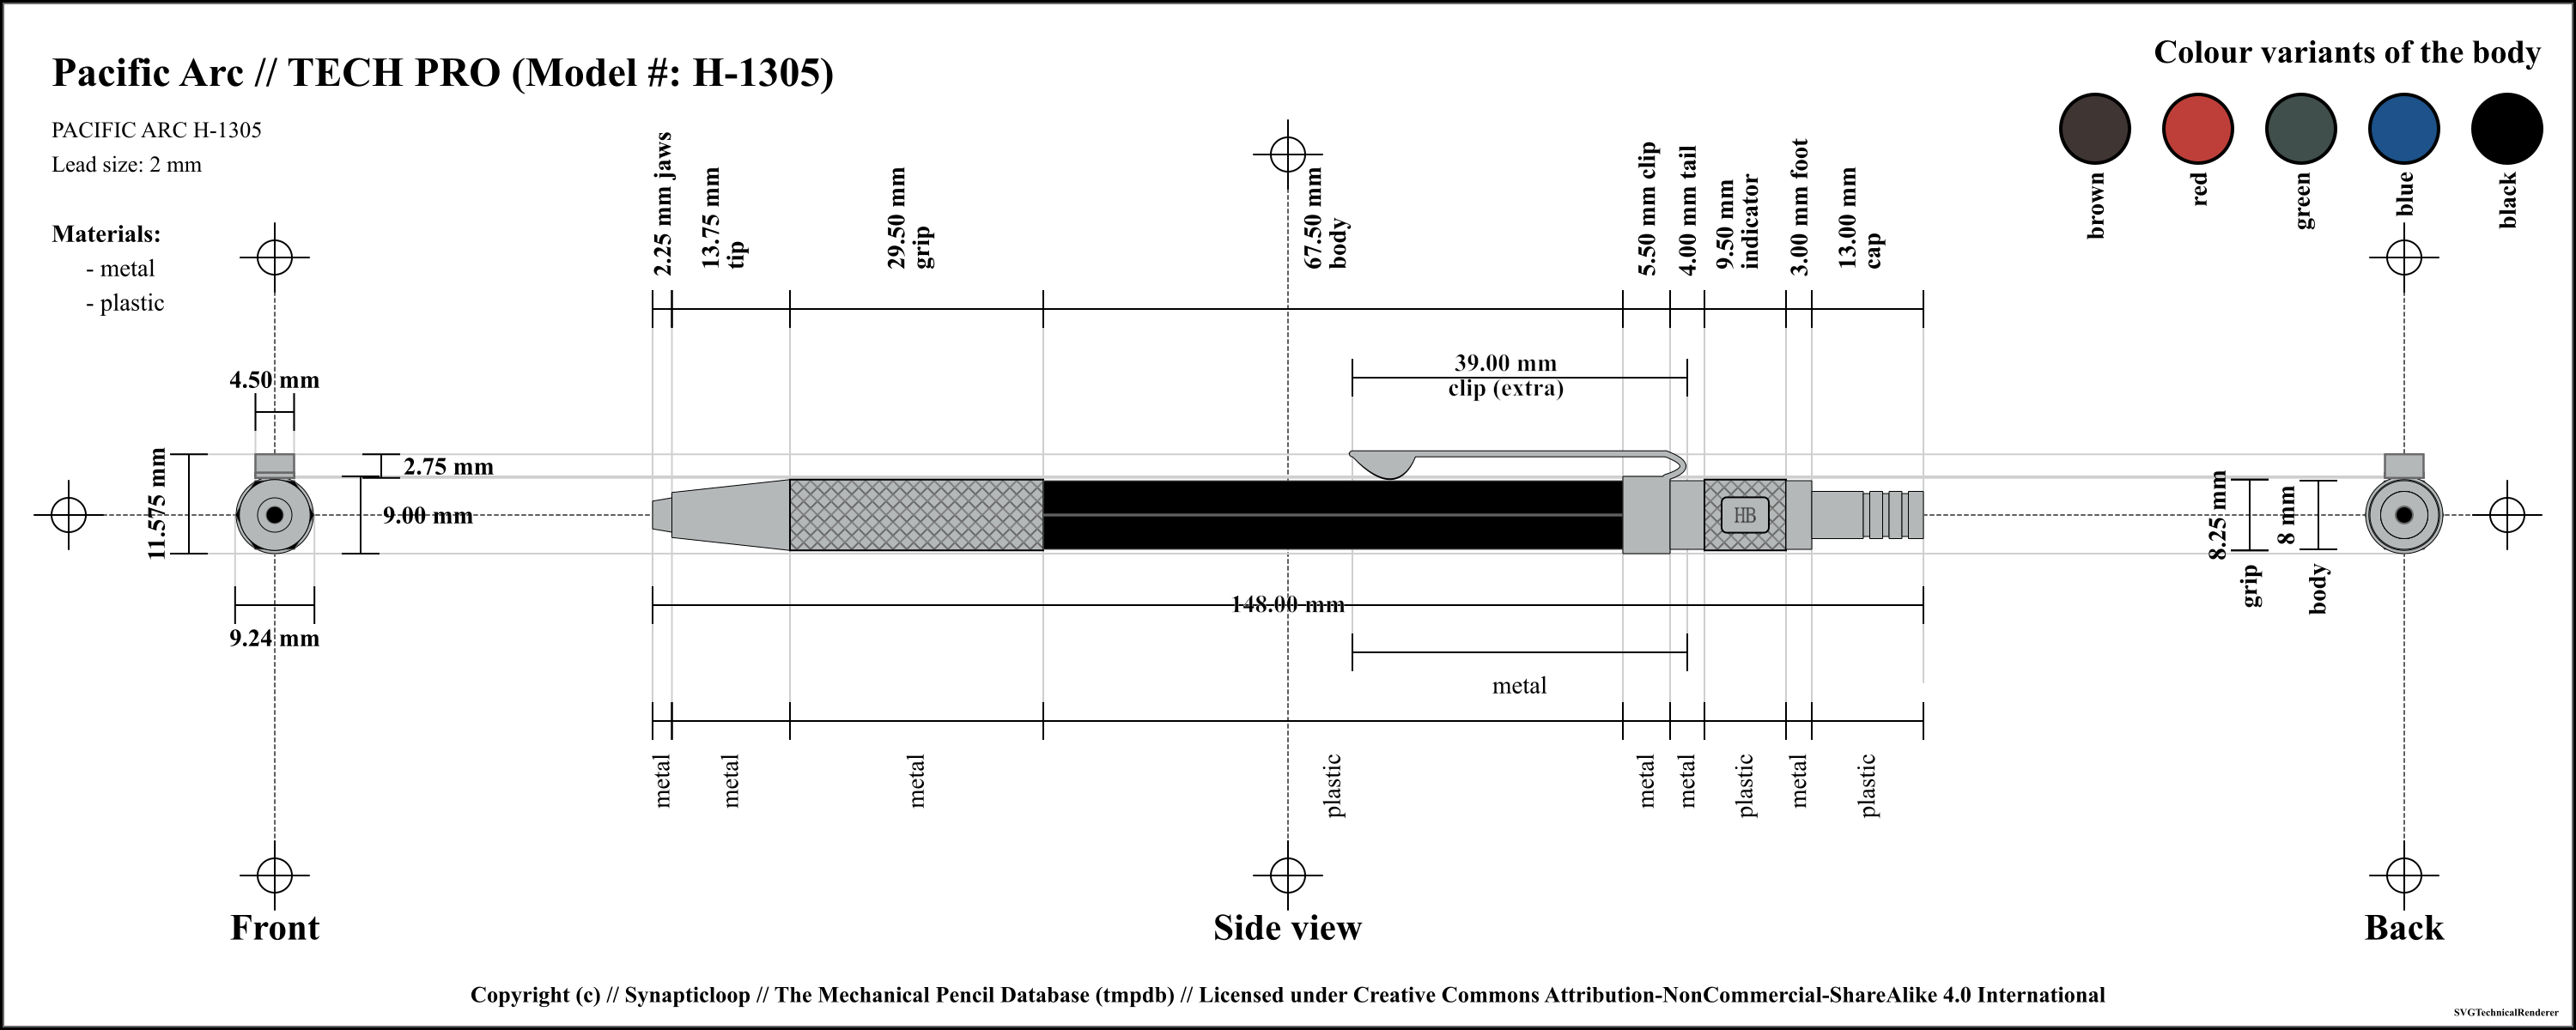 Pacific Arc // TECH PRO (Model #: H-1305)
PACIFIC ARC H-1305
Lead size: 2 mm
Materials:
- metal
- plastic
Colour variants of the body
brown
red
green
blue
black
2.25 mm jaws
13.75 mm
tip
29.50 mm
grip
67.50 mm
body
5.50 mm clip
4.00 mm tail
9.50 mm
indicator
3.00 mm foot
13.00 mm
cap
39.00 mm
clip (extra)
4.50 mm
11.575 mm
2.75 mm
9.00 mm
9.24 mm
HB
148.00 mm
metal
8.25 mm
grip
8 mm
body
metal
metal
metal
plastic
metal
metal
plastic
metal
plastic
Front
Side view
Back
Copyright (c) // Synapticloop // The Mechanical Pencil Database (tmpdb) // Licensed under Creative Commons Attribution-NonCommercial-ShareAlike 4.0 International
SVGTechnicalRenderer